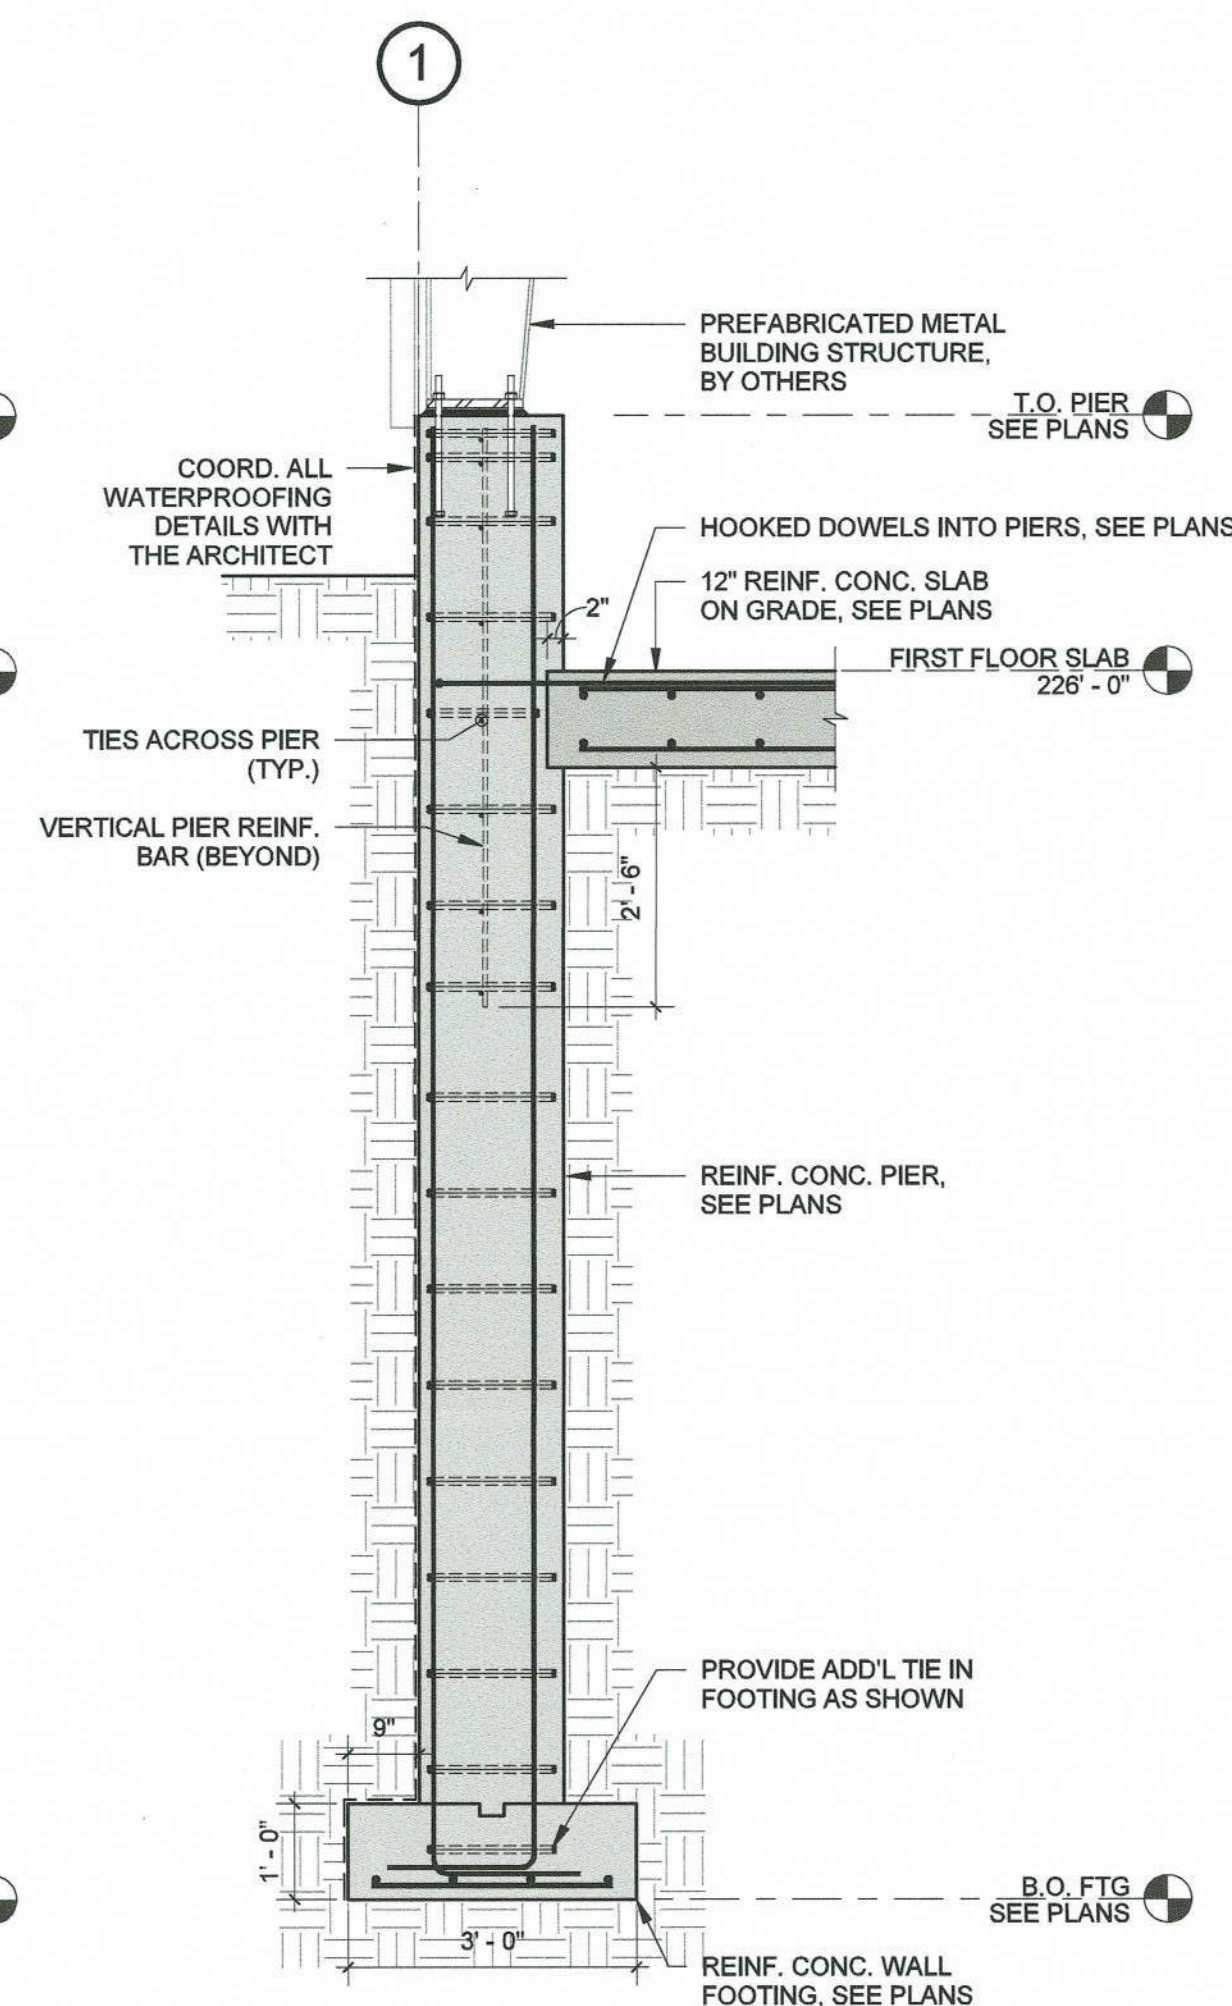 1
PREFABRICATED METAL
BUILDING STRUCTURE,
BY OTHERS
T.O. PIER
SEE PLANS
COORD. ALL
WATERPROOFING
DETAILS WITH
THE ARCHITECT
HOOKED DOWELS INTO PIERS, SEE PLANS
12" REINF. CONC. SLAB
ON GRADE, SEE PLANS
2"
FIRST FLOOR SLAB
226' - 0"
TIES ACROSS PIER
(TYP.)
VERTICAL PIER REINF.
BAR (BEYOND)
2' - 6"
REINF. CONC. PIER,
SEE PLANS
PROVIDE ADD'L TIE IN
FOOTING AS SHOWN
9"
1' - 0"
B.O. FTG
SEE PLANS
3' - 0"
REINF. CONC. WALL
FOOTING, SEE PLANS